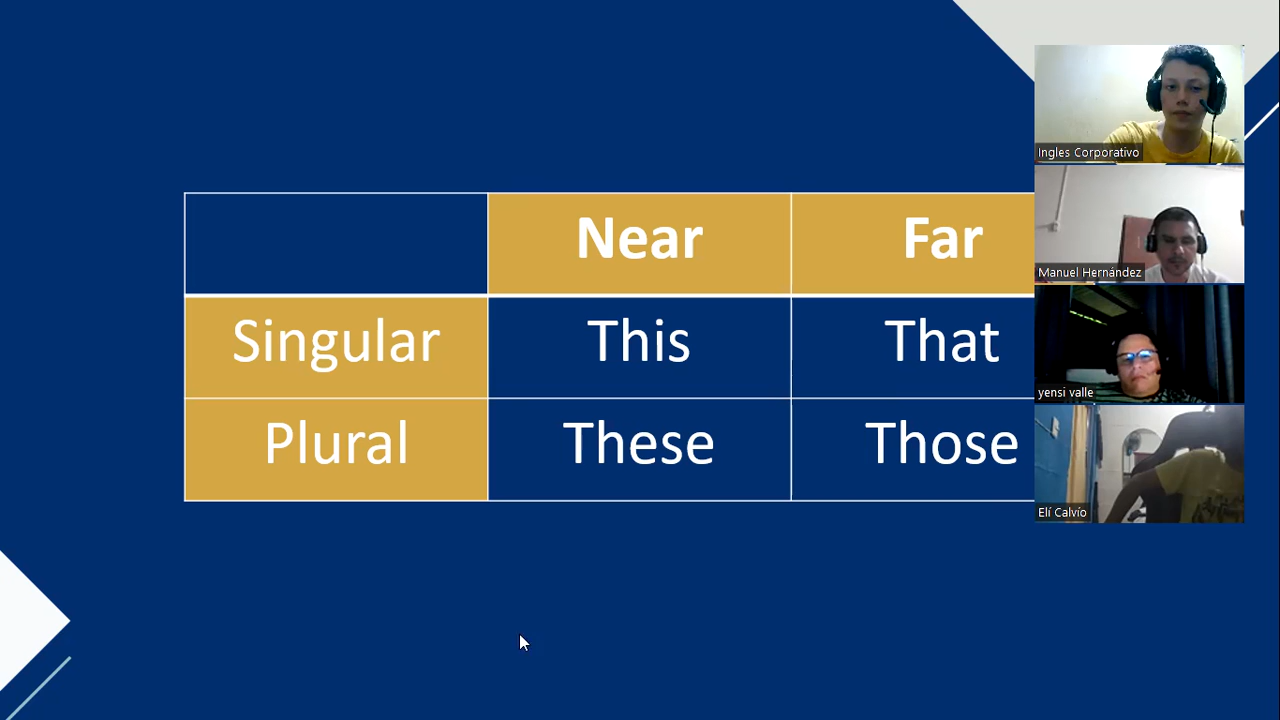 Near Far
Singular This That
Plural These Those
Ingles Corporativo
Manuel Hernández
yensi valle
Elí Calvío